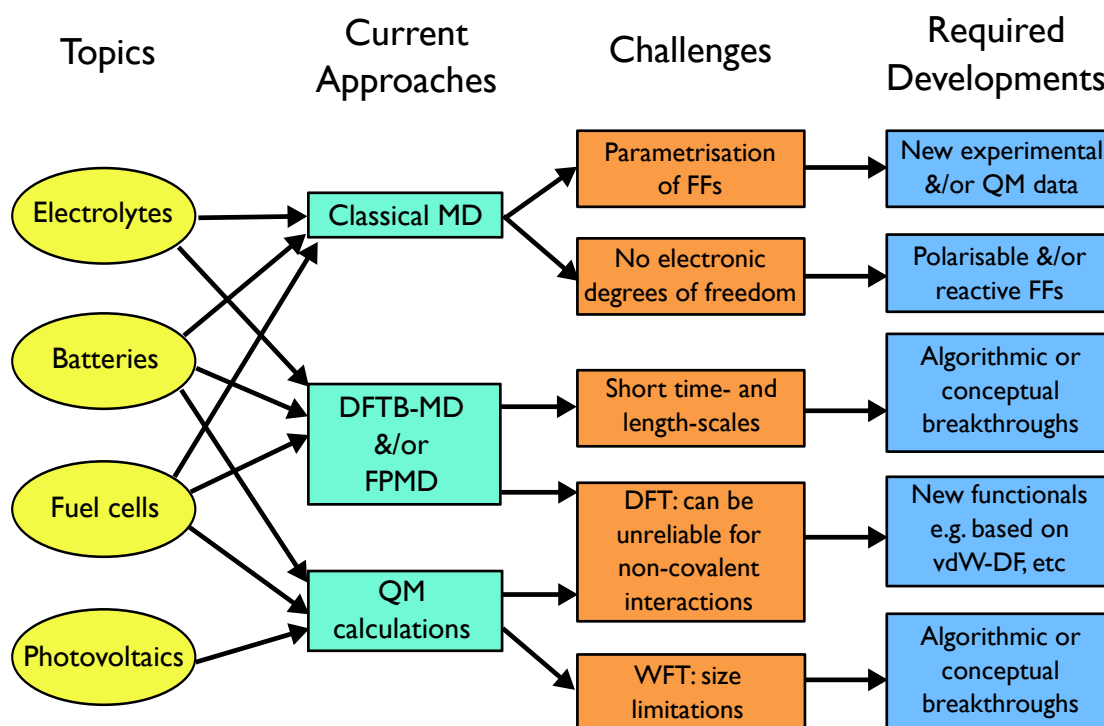 Topics
Current
Approaches
Challenges
Required
Developments
Electrolytes
Batteries
Fuel cells
Photovoltaics
Classical MD
DFTB-MD
&/or
FPMD
QM
calculations
Parametrisation
of FFs
No electronic
degrees of freedom
Short time- and
length-scales
DFT: can be
unreliable for
non-covalent
interactions
WFT: size
limitations
New experimental
&/or QM data
Polarisable &/or
reactive FFs
Algorithmic or
conceptual
breakthroughs
New functionals
e.g. based on
vdW-DF, etc
Algorithmic or
conceptual
breakthroughs